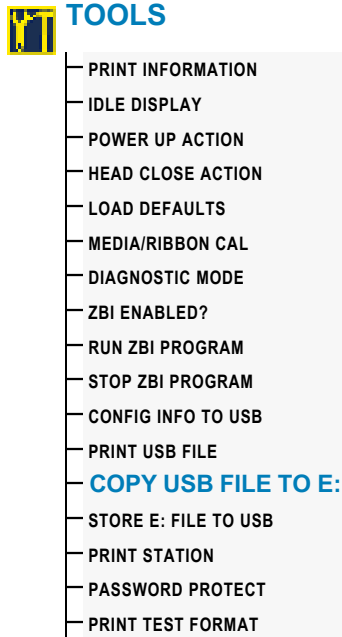 TOOLS
PRINT INFORMATION
IDLE DISPLAY
POWER UP ACTION
HEAD CLOSE ACTION
LOAD DEFAULTS
MEDIA/RIBBON CAL
DIAGNOSTIC MODE
ZBI ENABLED?
RUN ZBI PROGRAM
STOP ZBI PROGRAM
CONFIG INFO TO USB
PRINT USB FILE
COPY USB FILE TO E:
STORE E: FILE TO USB
PRINT STATION
PASSWORD PROTECT
PRINT TEST FORMAT